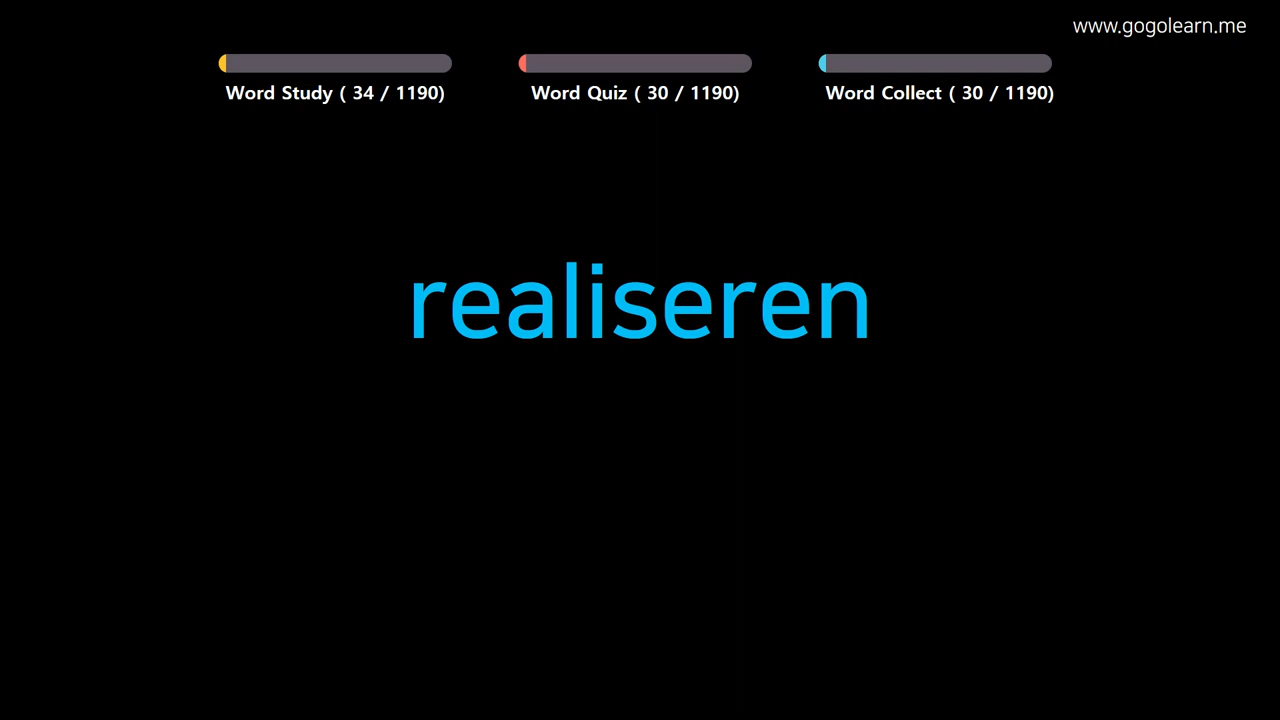 www.gogolearn.me
Word Study ( 34 / 1190)
Word Quiz ( 30 / 1190)
Word Collect ( 30 / 1190)
realiseren